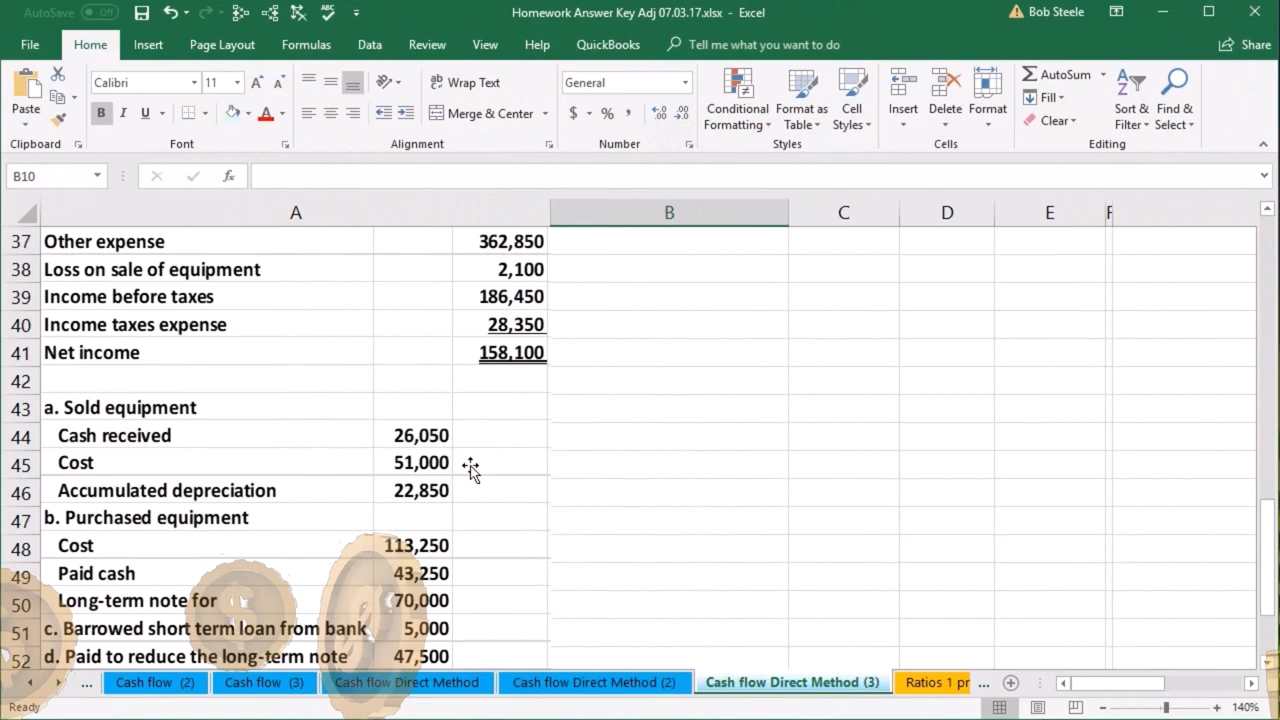 AutoSave Off Homework Answer Key Adj 07.03.17.xlsx - Excel Bob Steele
File Home Insert Page Layout Formulas Data Review View Help QuickBooks Tell me what you want to do Share
Paste Calibri 11 Wrap Text General Conditional Formatting Format as Table Cell Styles Insert Delete Format AutoSum Fill Clear Sort & Filter Find & Select
B I U Merge & Center $ % ,
Clipboard Font Alignment Number Styles Cells Editing
B10 fx
A B C D E F
37 Other expense 362,850
38 Loss on sale of equipment 2,100
39 Income before taxes 186,450
40 Income taxes expense 28,350
41 Net income 158,100
42
43 a. Sold equipment
44 Cash received 26,050
45 Cost 51,000
46 Accumulated depreciation 22,850
47 b. Purchased equipment
48 Cost 113,250
49 Paid cash 43,250
50 Long-term note for 70,000
51 c. Barrowed short term loan from bank 5,000
52 d. Paid to reduce the long-term note 47,500
... Cash flow (2) Cash flow (3) Cash flow Direct Method Cash flow Direct Method (2) Cash flow Direct Method (3) Ratios 1 pr ...
Ready 140%